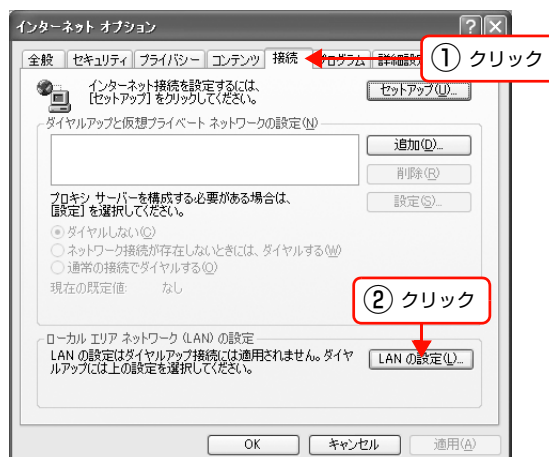 インターネット オプション
全般 セキュリティ プライバシー コンテンツ 接続 プログラム
① クリック
インターネット接続を設定するには、
[セットアップ] をクリックしてください。
セットアップ(U)...
ダイヤルアップと仮想プライベート ネットワークの設定(N)
追加(D)...
削除(R)
プロキシ サーバーを構成する必要がある場合は、
[設定] を選択してください。
設定(S)...
ダイヤルしない(C)
ネットワーク接続が存在しないときには、ダイヤルする(W)
通常の接続でダイヤルする(O)
現在の既定値: なし
② クリック
ローカル エリア ネットワーク (LAN) の設定
LAN の設定はダイヤルアップ接続には適用されません。ダイヤ
ルアップには上の設定を選択してください。
LAN の設定(L)...
OK キャンセル 適用(A)